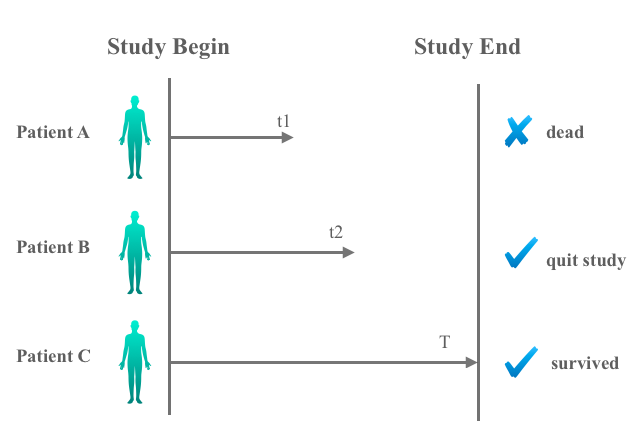 Study Begin
Study End
Patient A
t1
dead
Patient B
t2
quit study
Patient C
T
survived